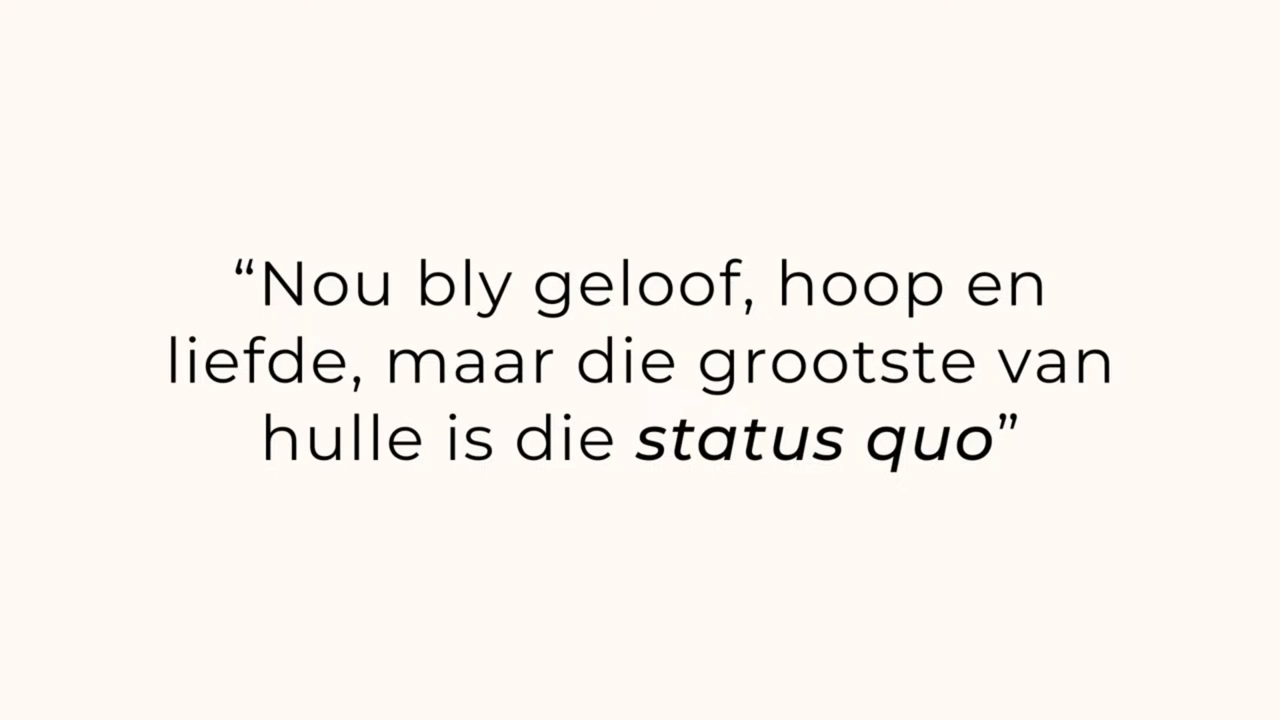 “Nou bly geloof, hoop en
liefde, maar die grootste van
hulle is die status quo”